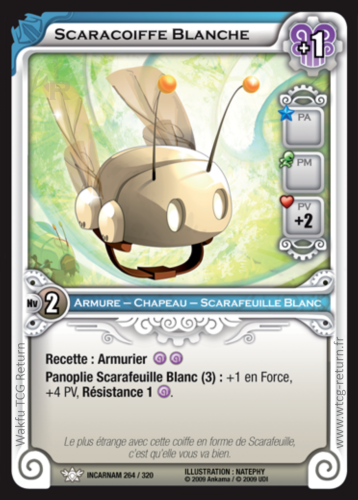 Scaracoiffe Blanche
+1
PA
PM
PV
+2
Nv 2
Armure – Chapeau – Scarafeuille Blanc
Recette : Armurier
Panoplie Scarafeuille Blanc (3) : +1 en Force,
+4 PV, Résistance 1 .
Le plus étrange avec cette coiffe en forme de Scarafeuille,
c'est qu'elle vous va bien.
INCARNAM 264 / 320
ILLUSTRATION : NATEPHY
© 2009 Ankama / © 2009 UDI
Wakfu TCG Return
www.wtcg-return.fr